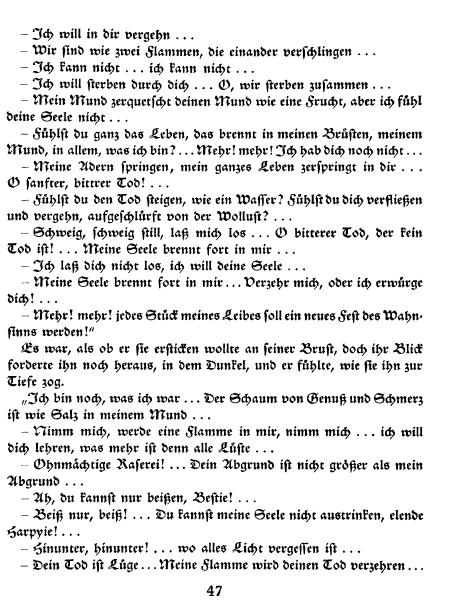 – Ich will in dir vergehn ...
– Wir sind wie zwei Flammen, die einander verschlingen ...
– Ich kann nicht ... ich kann nicht ...
– Ich will sterben durch dich ... O, wir sterben zusammen ...
– Mein Mund zerquetscht deinen Mund wie eine Frucht, aber ich fühl
deine Seele nicht ...
– Fühlst du ganz das Leben, das brennt in meinen Brüsten, meinem
Mund, in allem, was ich bin? ... Mehr! mehr! Ich hab dich noch nicht ...
– Meine Adern springen, mein ganzes Leben zerspringt in dir ...
O sanfter, bittrer Tod! ...
– Fühlst du den Tod steigen, wie ein Wasser? Fühlst du dich verfließen
und vergehn, aufgeschlürft von der Wollust? ...
– Schweig, schweig still, laß mich los ... O bitterer Tod, der kein
Tod ist! ... Meine Seele brennt fort in mir ...
– Ich laß dich nicht los, ich will deine Seele ...
– Meine Seele brennt fort in mir ... Verzehr mich, oder ich erwürge
dich! ...
– Mehr! mehr! jedes Stück meines Leibes soll ein neues Fest des Wahn-
sinns werden!“
Es war, als ob er sie ersticken wollte an seiner Brust, doch ihr Blick
forderte ihn noch heraus, in dem Dunkel, und er fühlte, wie sie ihn zur
Tiefe zog.
„Ich bin noch, was ich war ... Der Schaum von Genuß und Schmerz
ist wie Salz in meinem Mund ...
– Nimm mich, werde eine Flamme in mir, nimm mich ... ich will
dich lehren, was mehr ist denn alle Lüste ...
– Ohnmächtige Raserei! ... Dein Abgrund ist nicht größer als mein
Abgrund ...
– Ah, du kannst nur beißen, Bestie! ...
– Beiß nur, beiß! ... Du kannst meine Seele nicht austrinken, elende
Harpyie! ...
– Hinunter, hinunter! ... wo alles Licht vergessen ist ...
– Dein Tod ist Lüge ... Meine Flamme wird deinen Tod verzehren ...
47